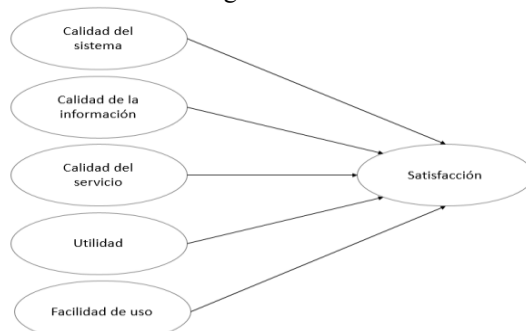 Calidad del
sistema
Calidad de la
información
Calidad del
servicio
Satisfacción
Utilidad
Facilidad de uso